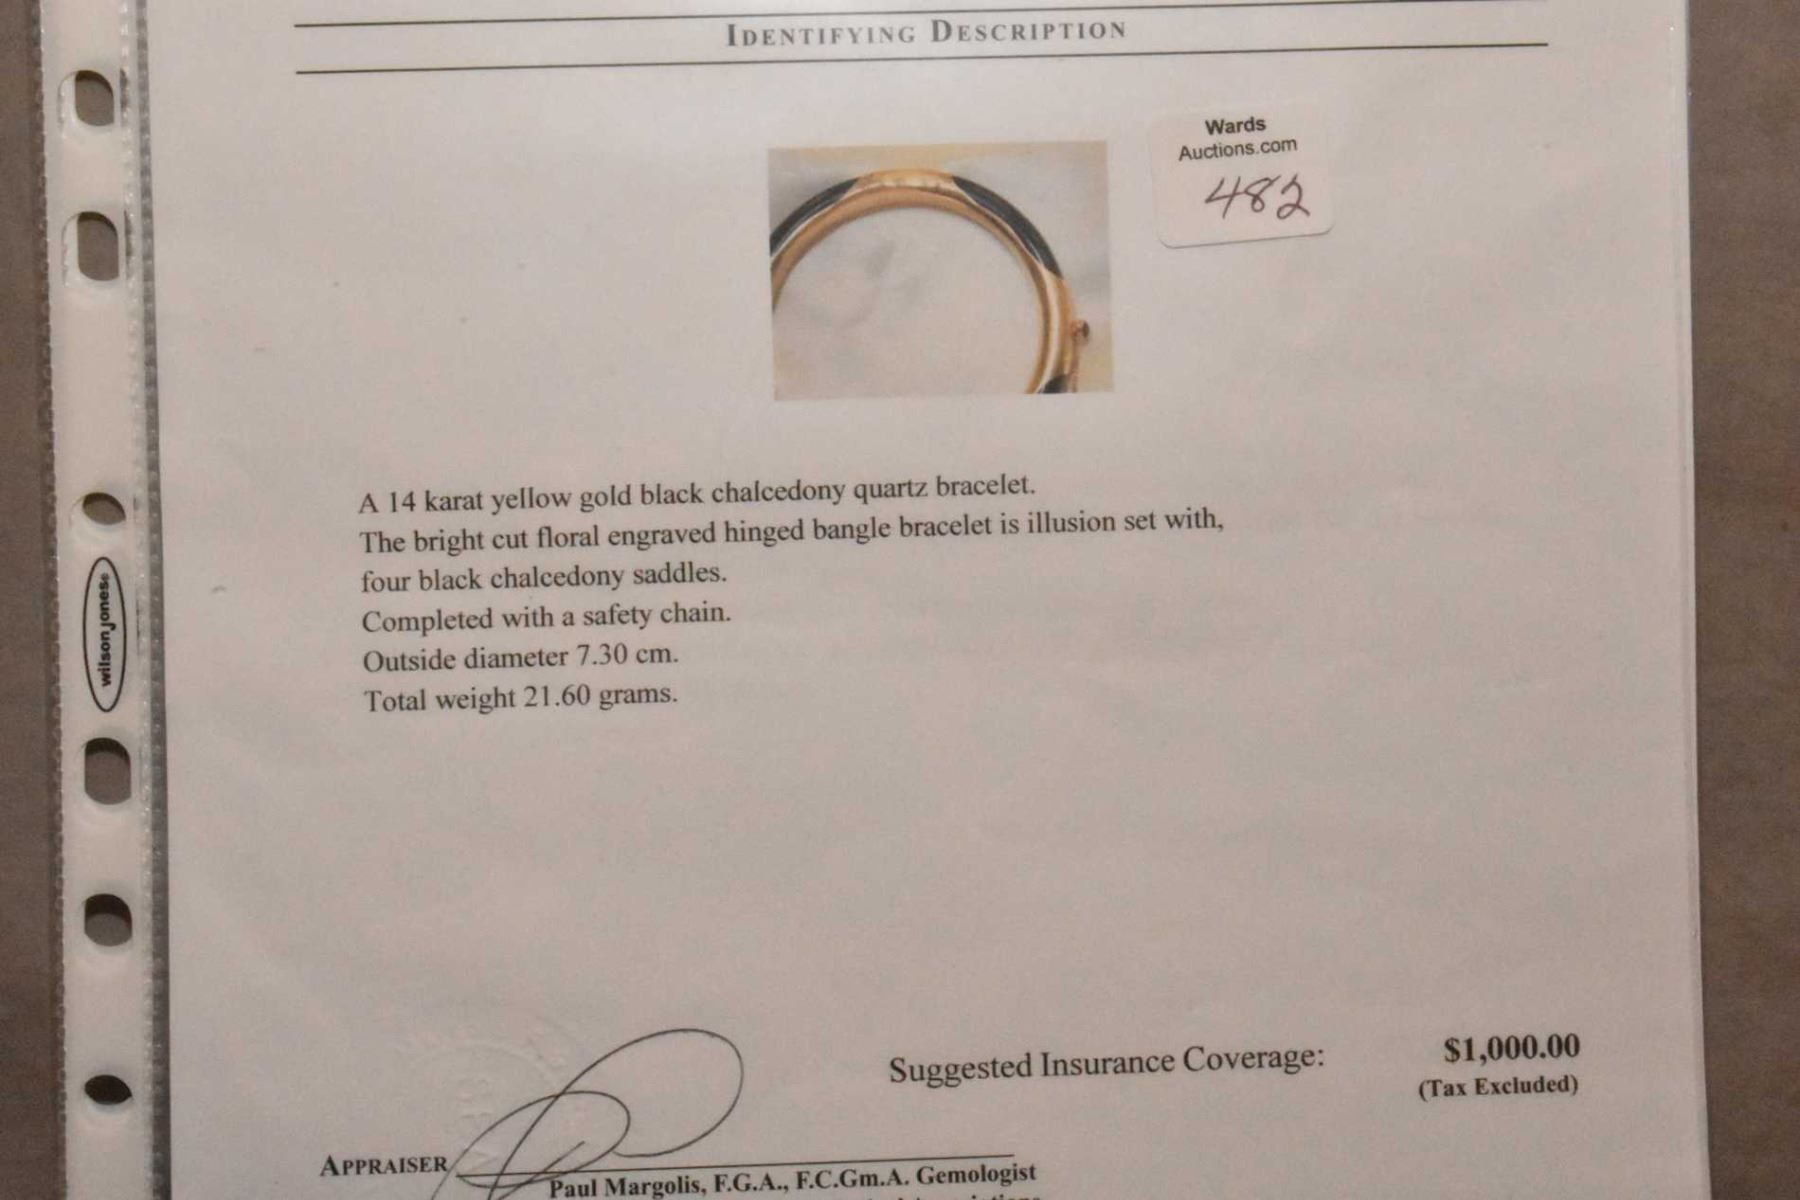 IDENTIFYING DESCRIPTION
Wards
Auctions.com
482
A 14 karat yellow gold black chalcedony quartz bracelet.
The bright cut floral engraved hinged bangle bracelet is illusion set with,
four black chalcedony saddles.
Completed with a safety chain.
Outside diameter 7.30 cm.
Total weight 21.60 grams.
wilson jones
Suggested Insurance Coverage: $1,000.00
(Tax Excluded)
APPRAISER
Paul Margolis, F.G.A., F.C.Gm.A. Gemologist